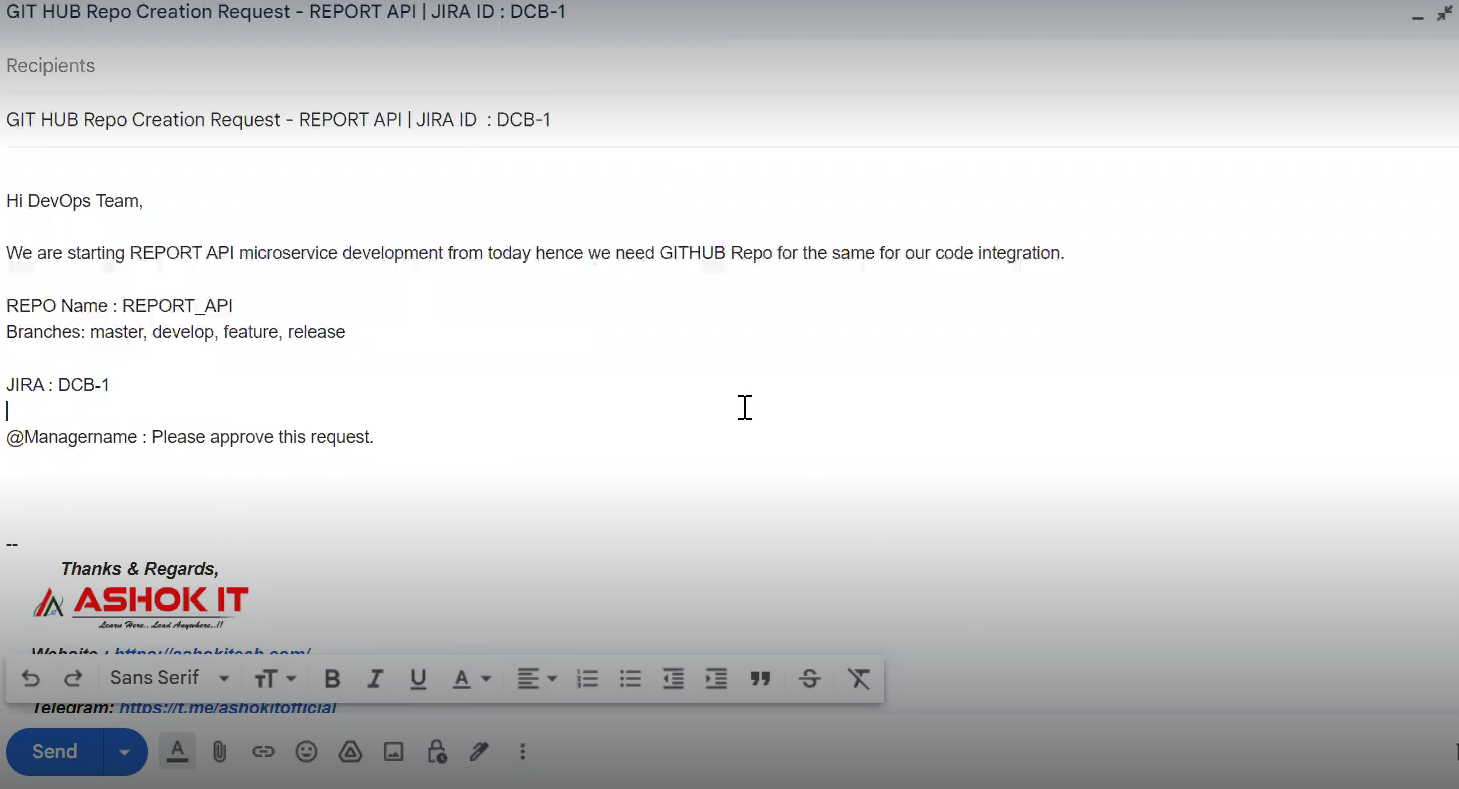 GIT HUB Repo Creation Request - REPORT API | JIRA ID : DCB-1
Recipients
GIT HUB Repo Creation Request - REPORT API | JIRA ID  : DCB-1
Hi DevOps Team,
We are starting REPORT API microservice development from today hence we need GITHUB Repo for the same for our code integration.
REPO Name : REPORT_API
Branches: master, develop, feature, release
JIRA : DCB-1
@Managername : Please approve this request.
--
Thanks & Regards,
ASHOK IT
Learn Here.. Lead Anywhere..!!
Website : https://ashokitech.com/
Sans Serif
Telegram: https://t.me/ashokitofficial
Send